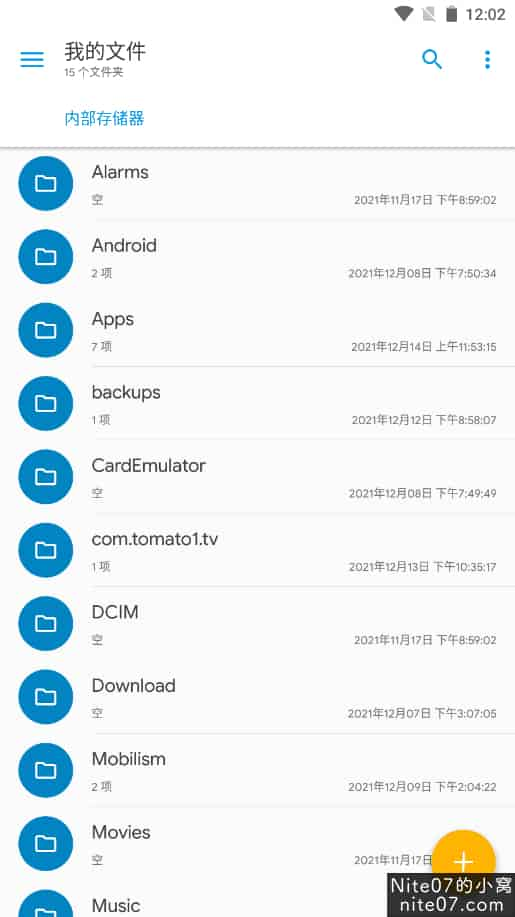 12:02
我的文件
15 个文件夹
内部存储器
Alarms
空 2021年11月17日 下午8:59:02
Android
2 项 2021年12月08日 下午7:50:34
Apps
7 项 2021年12月14日 上午11:53:15
backups
1 项 2021年12月12日 下午8:58:07
CardEmulator
空 2021年12月08日 下午7:49:49
com.tomato1.tv
1 项 2021年12月13日 下午10:35:17
DCIM
空 2021年11月17日 下午8:59:02
Download
空 2021年12月07日 下午3:07:05
Mobilism
2 项 2021年12月09日 下午2:04:22
Movies
空 2021年11月17日
Music
Nite07的小窝
nite07.com